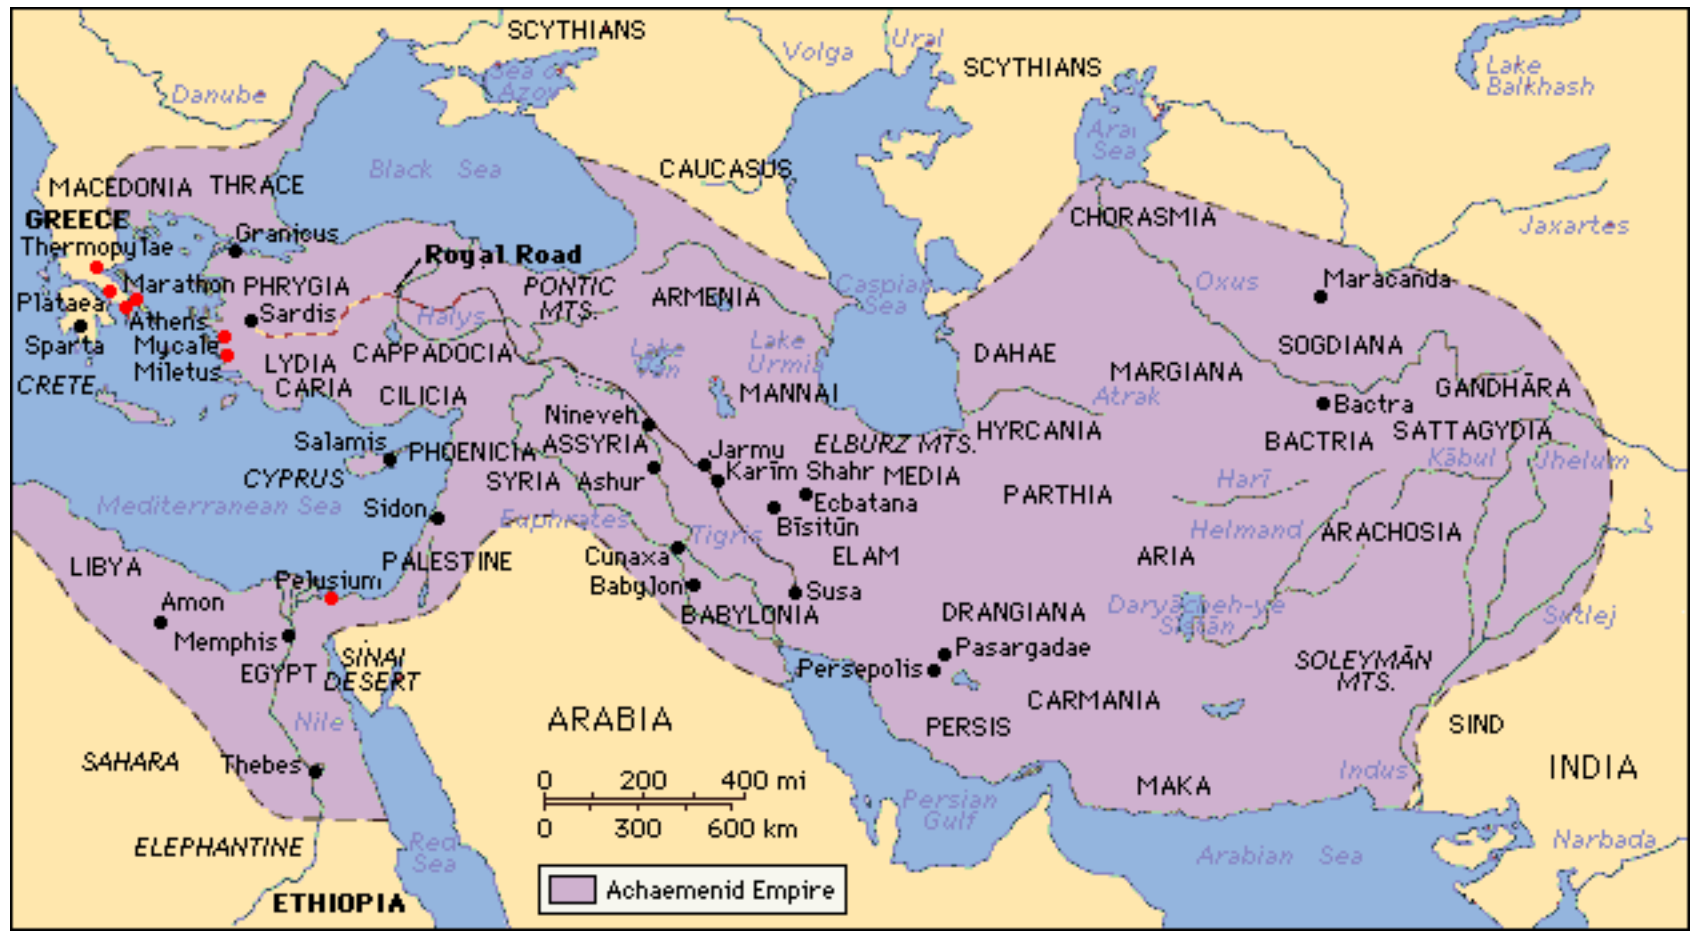 SCYTHIANS
Volga
Ural
SCYTHIANS
Lake
Balkhash
Sea of
Azov
Danube
Aral
Sea
Black Sea
CAUCASUS
MACEDONIA
THRACE
GREECE
CHORASMIA
Jaxartes
Thermopylae
Granicus
Royal Road
Marathon
PHRYGIA
PONTIC
MTS.
ARMENIA
Caspian
Sea
Oxus
Maracanda
Plataea
Athens
Sardis
Halys
Sparta
Mycale
Miletus
LYDIA
CAPPADOCIA
Lake
Van
Lake
Urmia
DAHAE
MARGIANA
SOGDIANA
CRETE
CARIA
CILICIA
MANNAI
Atrak
Bactra
GANDHĀRA
Nineveh
Salamis
PHOENICIA
ASSYRIA
Jarmu
ELBURZ MTS.
HYRCANIA
BACTRIA
SATTAGYDIA
CYPRUS
SYRIA
Ashur
Karīm Shahr
MEDIA
Kābul
Jhelum
Mediterranean Sea
Sidon
Euphrates
Ecbatana
PARTHIA
Harī
Bīsitūn
Tigris
Helmand
ARACHOSIA
LIBYA
PALESTINE
Cunaxa
ELAM
ARIA
Pelusium
Babylon
Susa
Amon
BABYLONIA
DRANGIANA
Daryācheh-ye
Sīstān
Sutlej
Memphis
SINAI
DESERT
Pasargadae
Persepolis
SOLEYMĀN
MTS.
EGYPT
CARMANIA
Nile
ARABIA
PERSIS
SIND
SAHARA
Thebes
INDIA
Indus
MAKA
0 200 400 mi
0 300 600 km
Persian
Gulf
ELEPHANTINE
Red
Sea
Arabian Sea
Narbada
ETHIOPIA
Achaemenid Empire